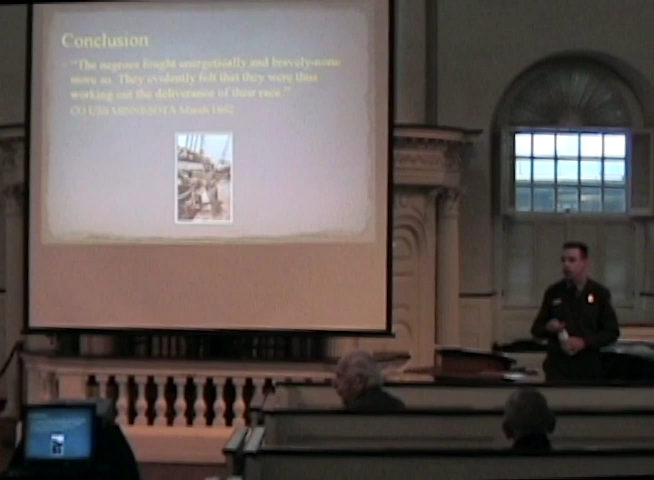 Conclusion
"The negroes fought energetically and bravely-none
more so. They evidently felt that they were thus
working out the deliverance of their race."
CO USS MINNESOTA March 1862